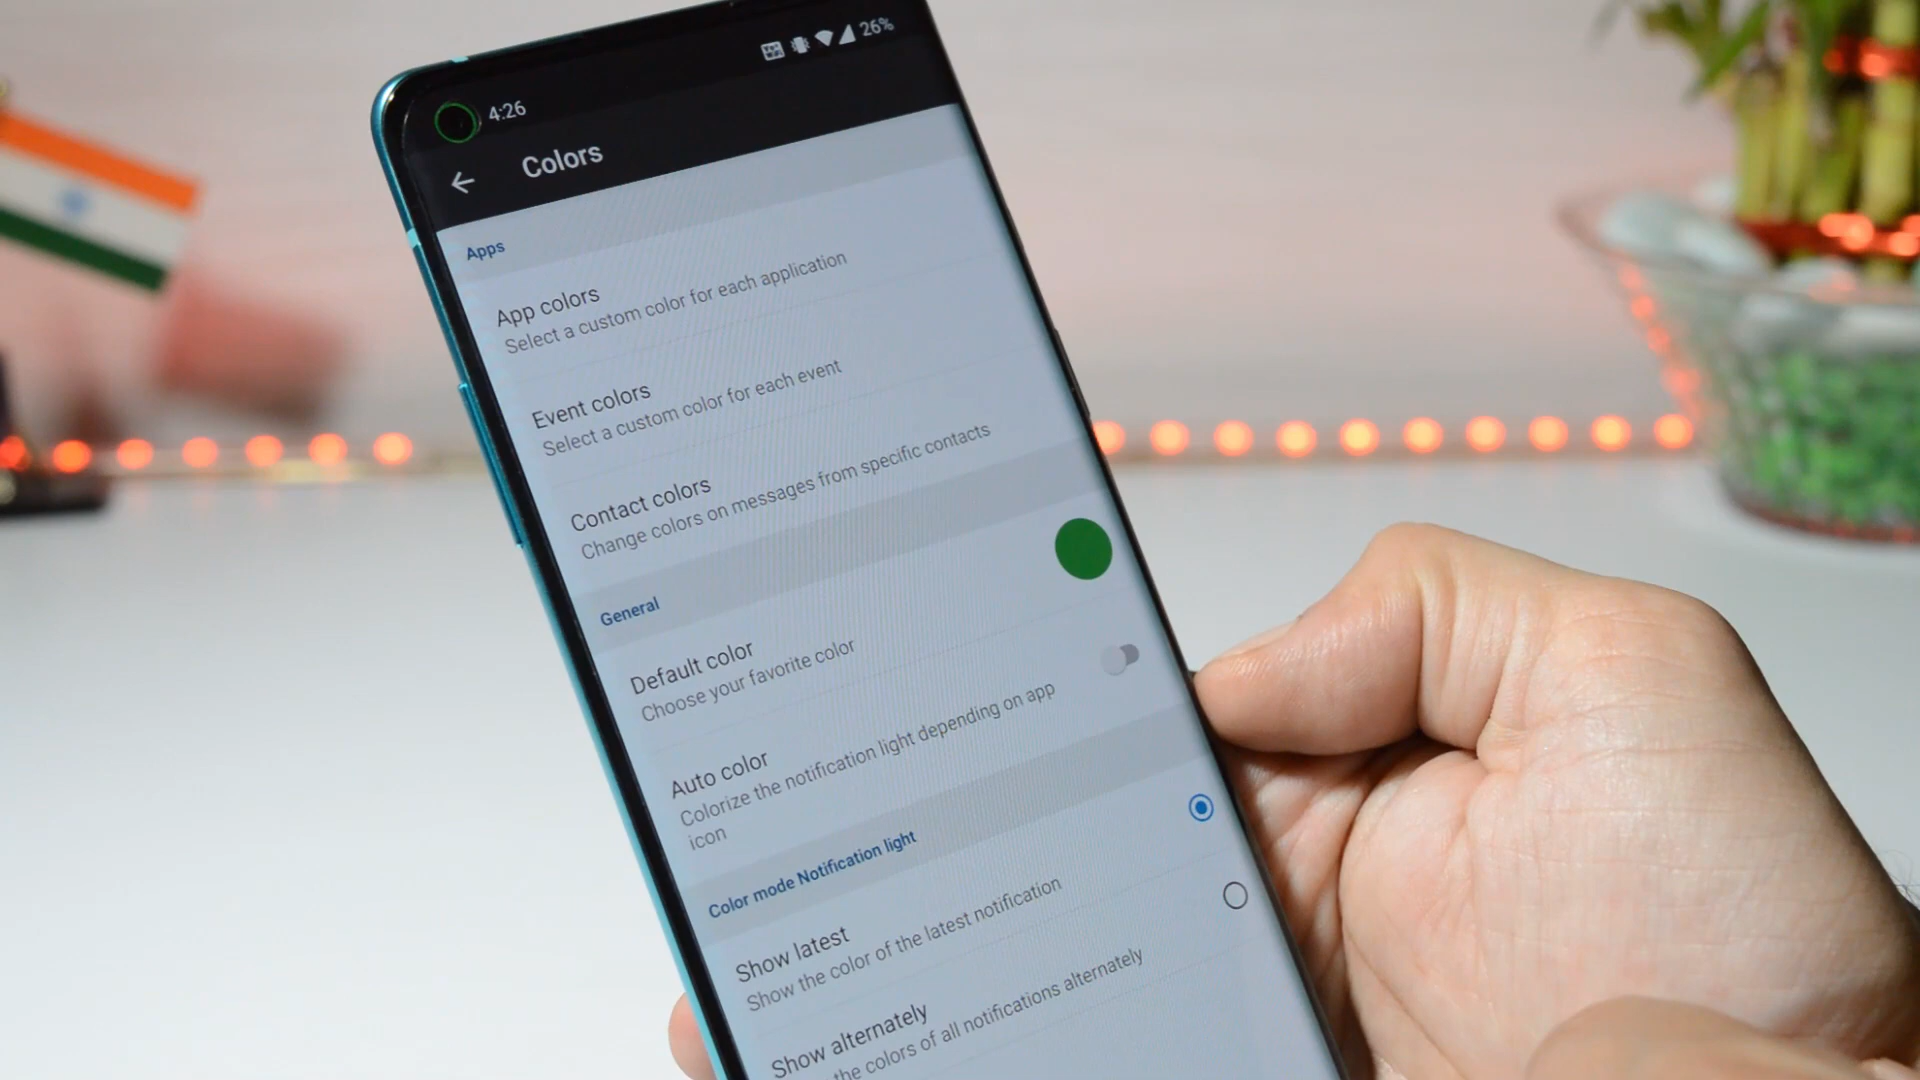 4:26
26%
Colors
Apps
App colors
Select a custom color for each application
Event colors
Select a custom color for each event
Contact colors
Change colors on messages from specific contacts
General
Default color
Choose your favorite color
Auto color
Colorize the notification light depending on app
icon
Color mode Notification light
Show latest
Show the color of the latest notification
Show alternately
the colors of all notifications alternately